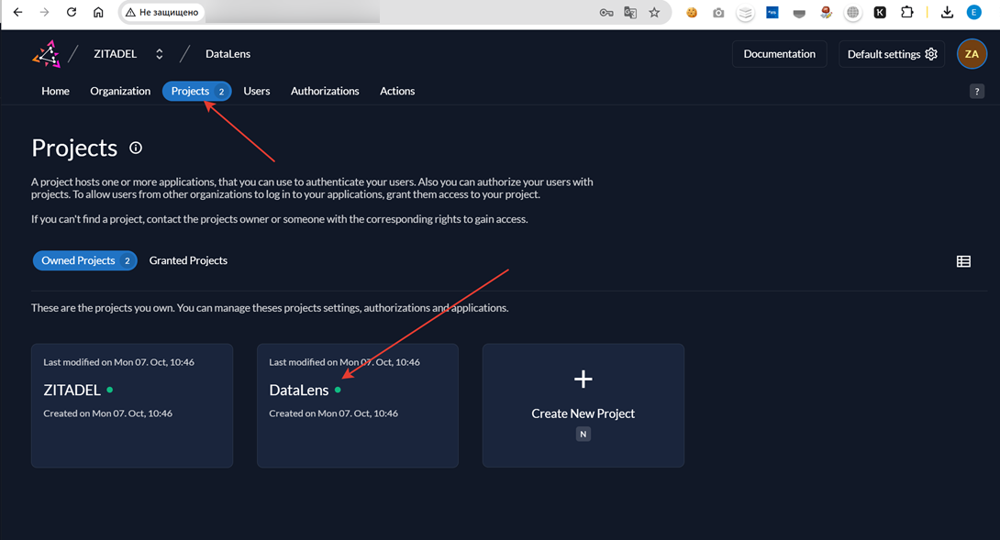 Не защищено
E
ZITADEL
DataLens
Documentation
Default settings
ZA
Home
Organization
Projects 2
Users
Authorizations
Actions
?
Projects
A project hosts one or more applications, that you can use to authenticate your users. Also you can authorize your users with
projects. To allow users from other organizations to log in to your applications, grant them access to your project.
If you can't find a project, contact the projects owner or someone with the corresponding rights to gain access.
Owned Projects 2
Granted Projects
These are the projects you own. You can manage theses projects settings, authorizations and applications.
Last modified on Mon 07. Oct, 10:46
ZITADEL
Created on Mon 07. Oct, 10:46
Last modified on Mon 07. Oct, 10:46
DataLens
Created on Mon 07. Oct, 10:46
Create New Project
N